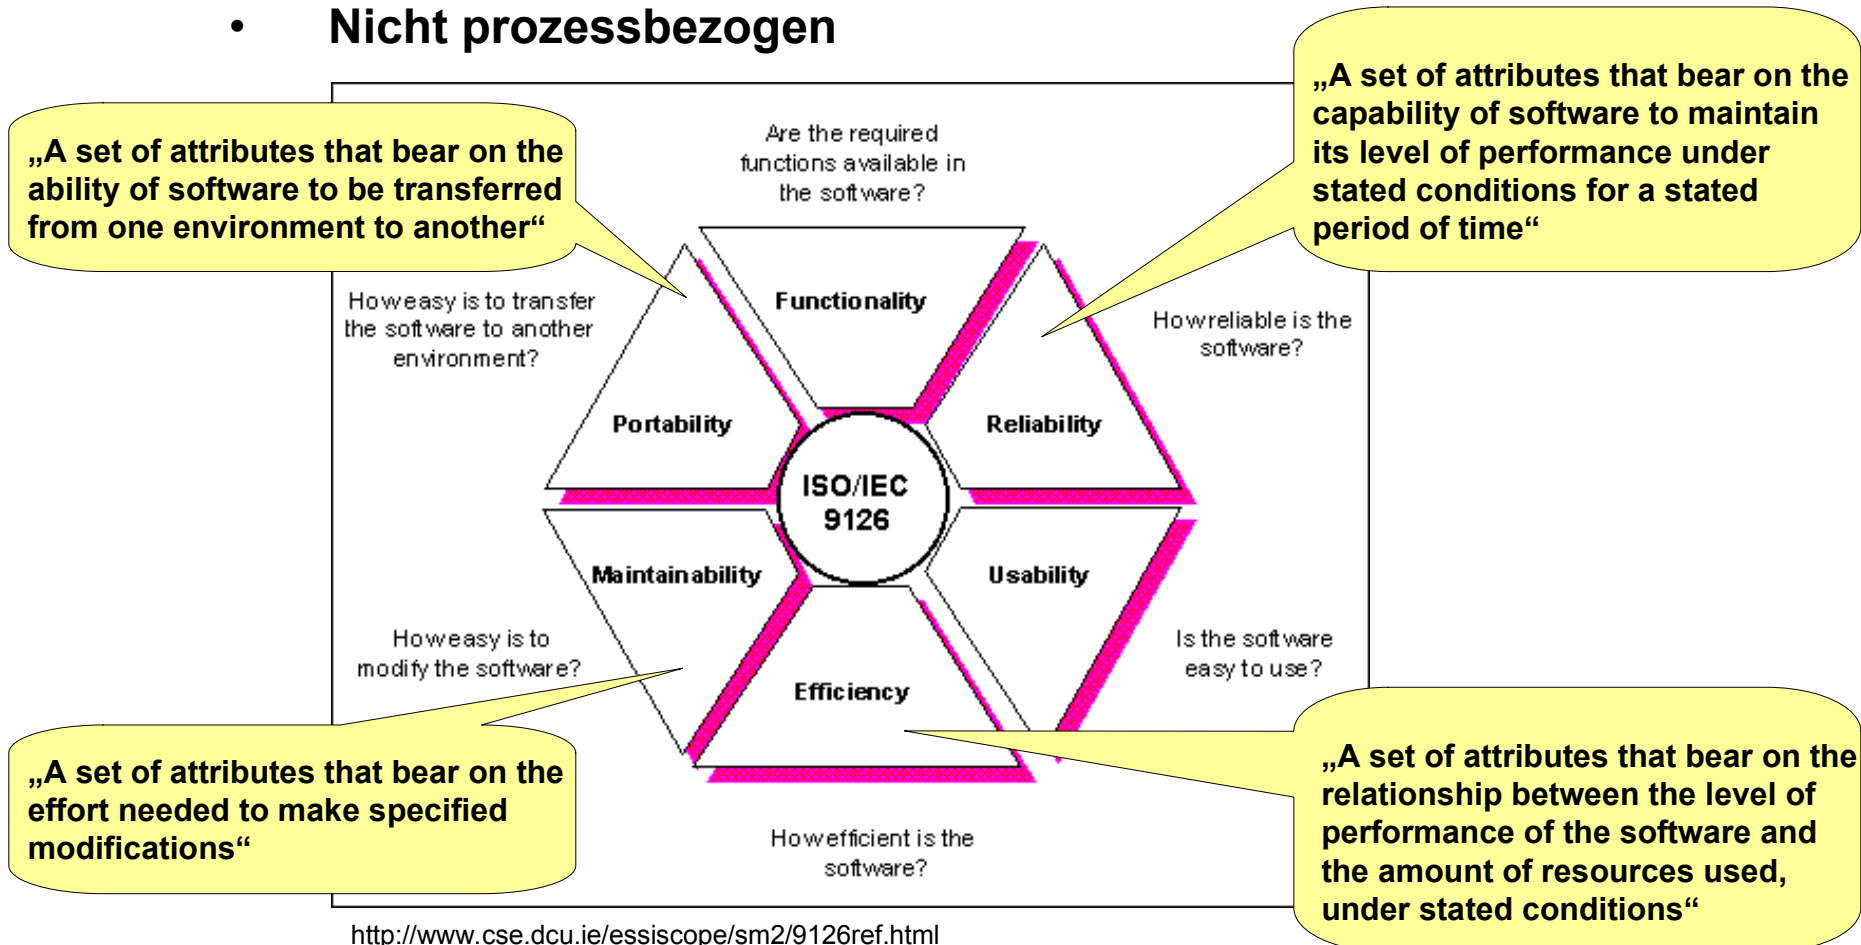 • Nicht prozessbezogen
„A set of attributes that bear on the
ability of software to be transferred
from one environment to another“
Are the required
functions available in
the software?
„A set of attributes that bear on the
capability of software to maintain
its level of performance under
stated conditions for a stated
period of time“
How easy is to transfer
the software to another
environment?
Functionality
How reliable is the
software?
Portability
Reliability
ISO/IEC
9126
Maintainability
Usability
How easy is to
modify the software?
Efficiency
Is the software
easy to use?
„A set of attributes that bear on the
effort needed to make specified
modifications“
How efficient is the
software?
„A set of attributes that bear on the
relationship between the level of
performance of the software and
the amount of resources used,
under stated conditions“
http://www.cse.dcu.ie/essiscope/sm2/9126ref.html